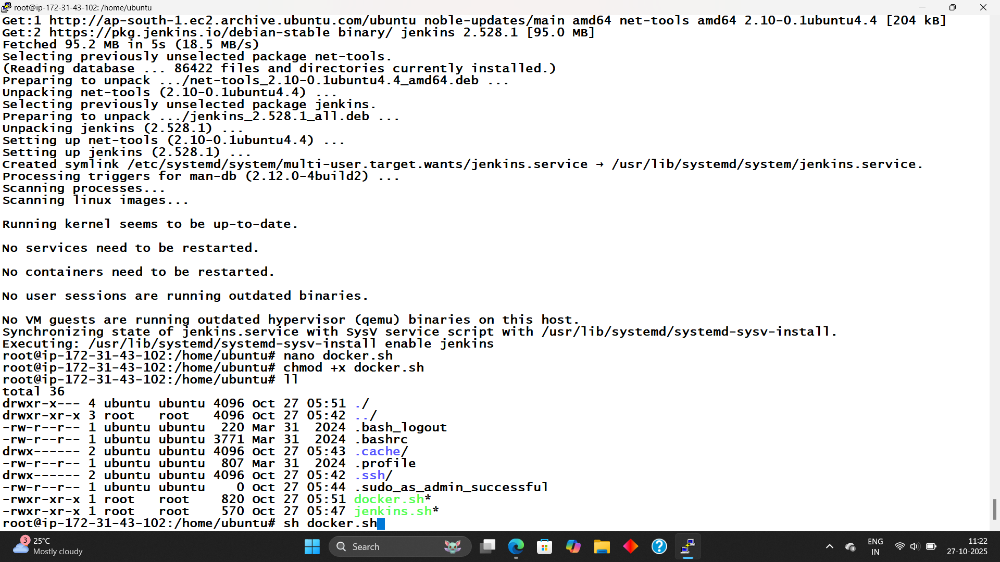 root@ip-172-31-43-102: /home/ubuntu
Get:1 http://ap-south-1.ec2.archive.ubuntu.com/ubuntu noble-updates/main amd64 net-tools amd64 2.10-0.1ubuntu4.4 [204 kB]
Get:2 https://pkg.jenkins.io/debian-stable binary/ jenkins 2.528.1 [95.0 MB]
Fetched 95.2 MB in 5s (18.5 MB/s)
Selecting previously unselected package net-tools.
(Reading database ... 86422 files and directories currently installed.)
Preparing to unpack .../net-tools_2.10-0.1ubuntu4.4_amd64.deb ...
Unpacking net-tools (2.10-0.1ubuntu4.4) ...
Selecting previously unselected package jenkins.
Preparing to unpack .../jenkins_2.528.1_all.deb ...
Unpacking jenkins (2.528.1) ...
Setting up net-tools (2.10-0.1ubuntu4.4) ...
Setting up jenkins (2.528.1) ...
Created symlink /etc/systemd/system/multi-user.target.wants/jenkins.service → /usr/lib/systemd/system/jenkins.service.
Processing triggers for man-db (2.12.0-4build2) ...
Scanning processes...
Scanning linux images...
Running kernel seems to be up-to-date.
No services need to be restarted.
No containers need to be restarted.
No user sessions are running outdated binaries.
No VM guests are running outdated hypervisor (qemu) binaries on this host.
Synchronizing state of jenkins.service with SysV service script with /usr/lib/systemd/systemd-sysv-install.
Executing: /usr/lib/systemd/systemd-sysv-install enable jenkins
root@ip-172-31-43-102:/home/ubuntu# nano docker.sh
root@ip-172-31-43-102:/home/ubuntu# chmod +x docker.sh
root@ip-172-31-43-102:/home/ubuntu# ll
total 36
drwxr-x--- 4 ubuntu ubuntu 4096 Oct 27 05:51 ./
drwxr-xr-x 3 root   root   4096 Oct 27 05:42 ../
-rw-r--r-- 1 ubuntu ubuntu  220 Mar 31  2024 .bash_logout
-rw-r--r-- 1 ubuntu ubuntu 3771 Mar 31  2024 .bashrc
drwx------ 2 ubuntu ubuntu 4096 Oct 27 05:43 .cache/
-rw-r--r-- 1 ubuntu ubuntu  807 Mar 31  2024 .profile
drwx------ 2 ubuntu ubuntu 4096 Oct 27 05:42 .ssh/
-rw-r--r-- 1 ubuntu ubuntu    0 Oct 27 05:44 .sudo_as_admin_successful
-rwxr-xr-x 1 root   root    820 Oct 27 05:51 docker.sh*
-rwxr-xr-x 1 root   root    570 Oct 27 05:47 jenkins.sh*
root@ip-172-31-43-102:/home/ubuntu# sh docker.sh
3
25°C
Mostly cloudy
Search
ENG
IN
11:22
27-10-2025